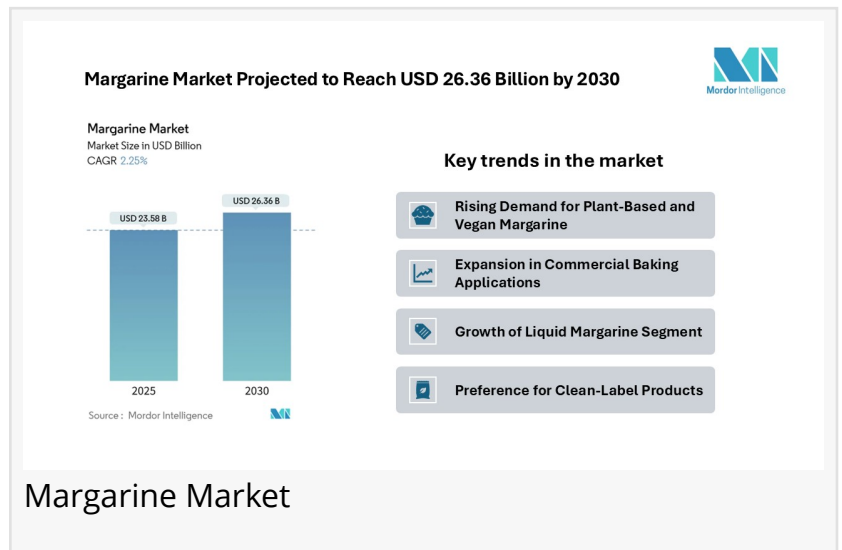 Margarine Market Projected to Reach USD 26.36 Billion by 2030
Mordor Intelligence
Margarine Market
Market Size in USD Billion
CAGR 2.25%
USD 23.58 B
USD 26.36 B
2025
2030
Source : Mordor Intelligence
Key trends in the market
Rising Demand for Plant-Based and
Vegan Margarine
Expansion in Commercial Baking
Applications
Growth of Liquid Margarine Segment
Preference for Clean-Label Products
Margarine Market